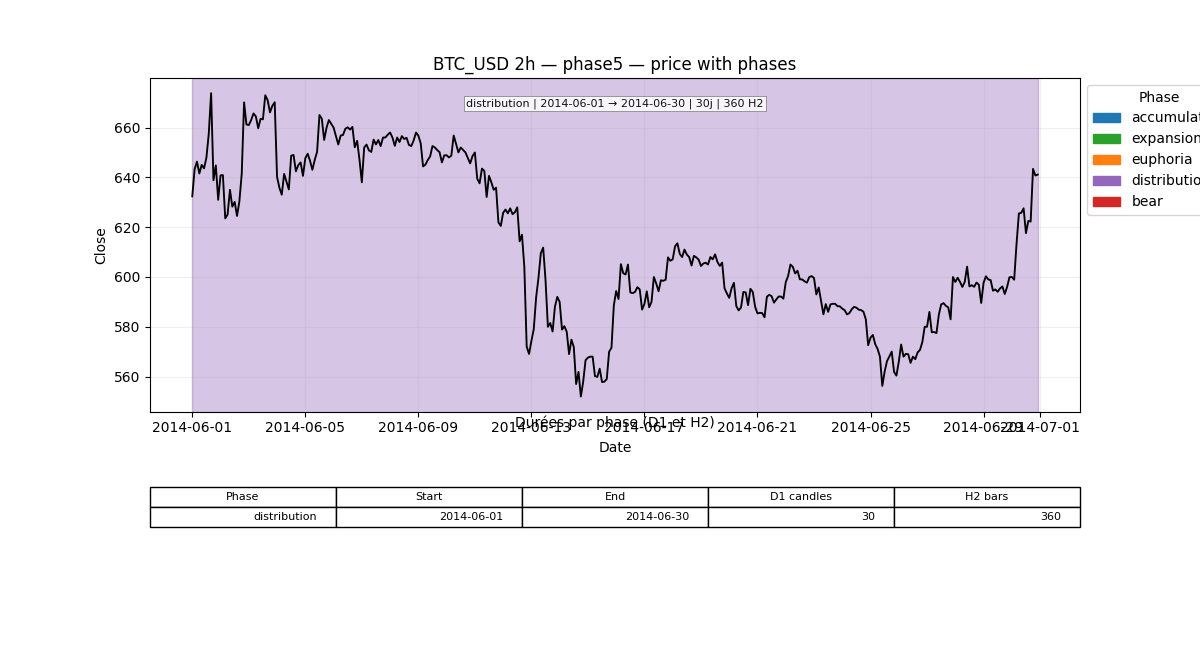 BTC_USD 2h — phase5 — price with phases
distribution | 2014-06-01 → 2014-06-30 | 30j | 360 H2
Phase
accumulat
expansion
euphoria
distributio
bear
Close
660
640
620
600
580
560
2014-06-01 2014-06-05 2014-06-09 2014-06-13 2014-06-17 2014-06-21 2014-06-25 2014-06-29 2014-07-01
Durées par phase (D1 et H2)
Date
Phase Start End D1 candles H2 bars
distribution 2014-06-01 2014-06-30 30 360